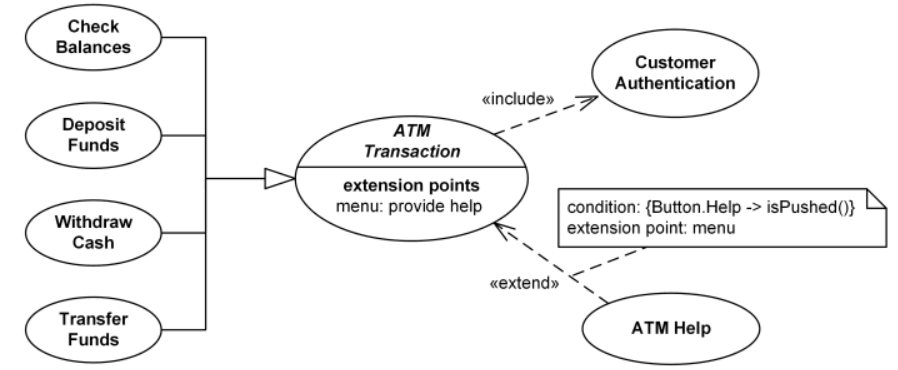 Check
Balances
Deposit
Funds
Withdraw
Cash
Transfer
Funds
ATM
Transaction
extension points
menu: provide help
«include»
Customer
Authentication
condition: {Button.Help -> isPushed()}
extension point: menu
«extend»
ATM Help